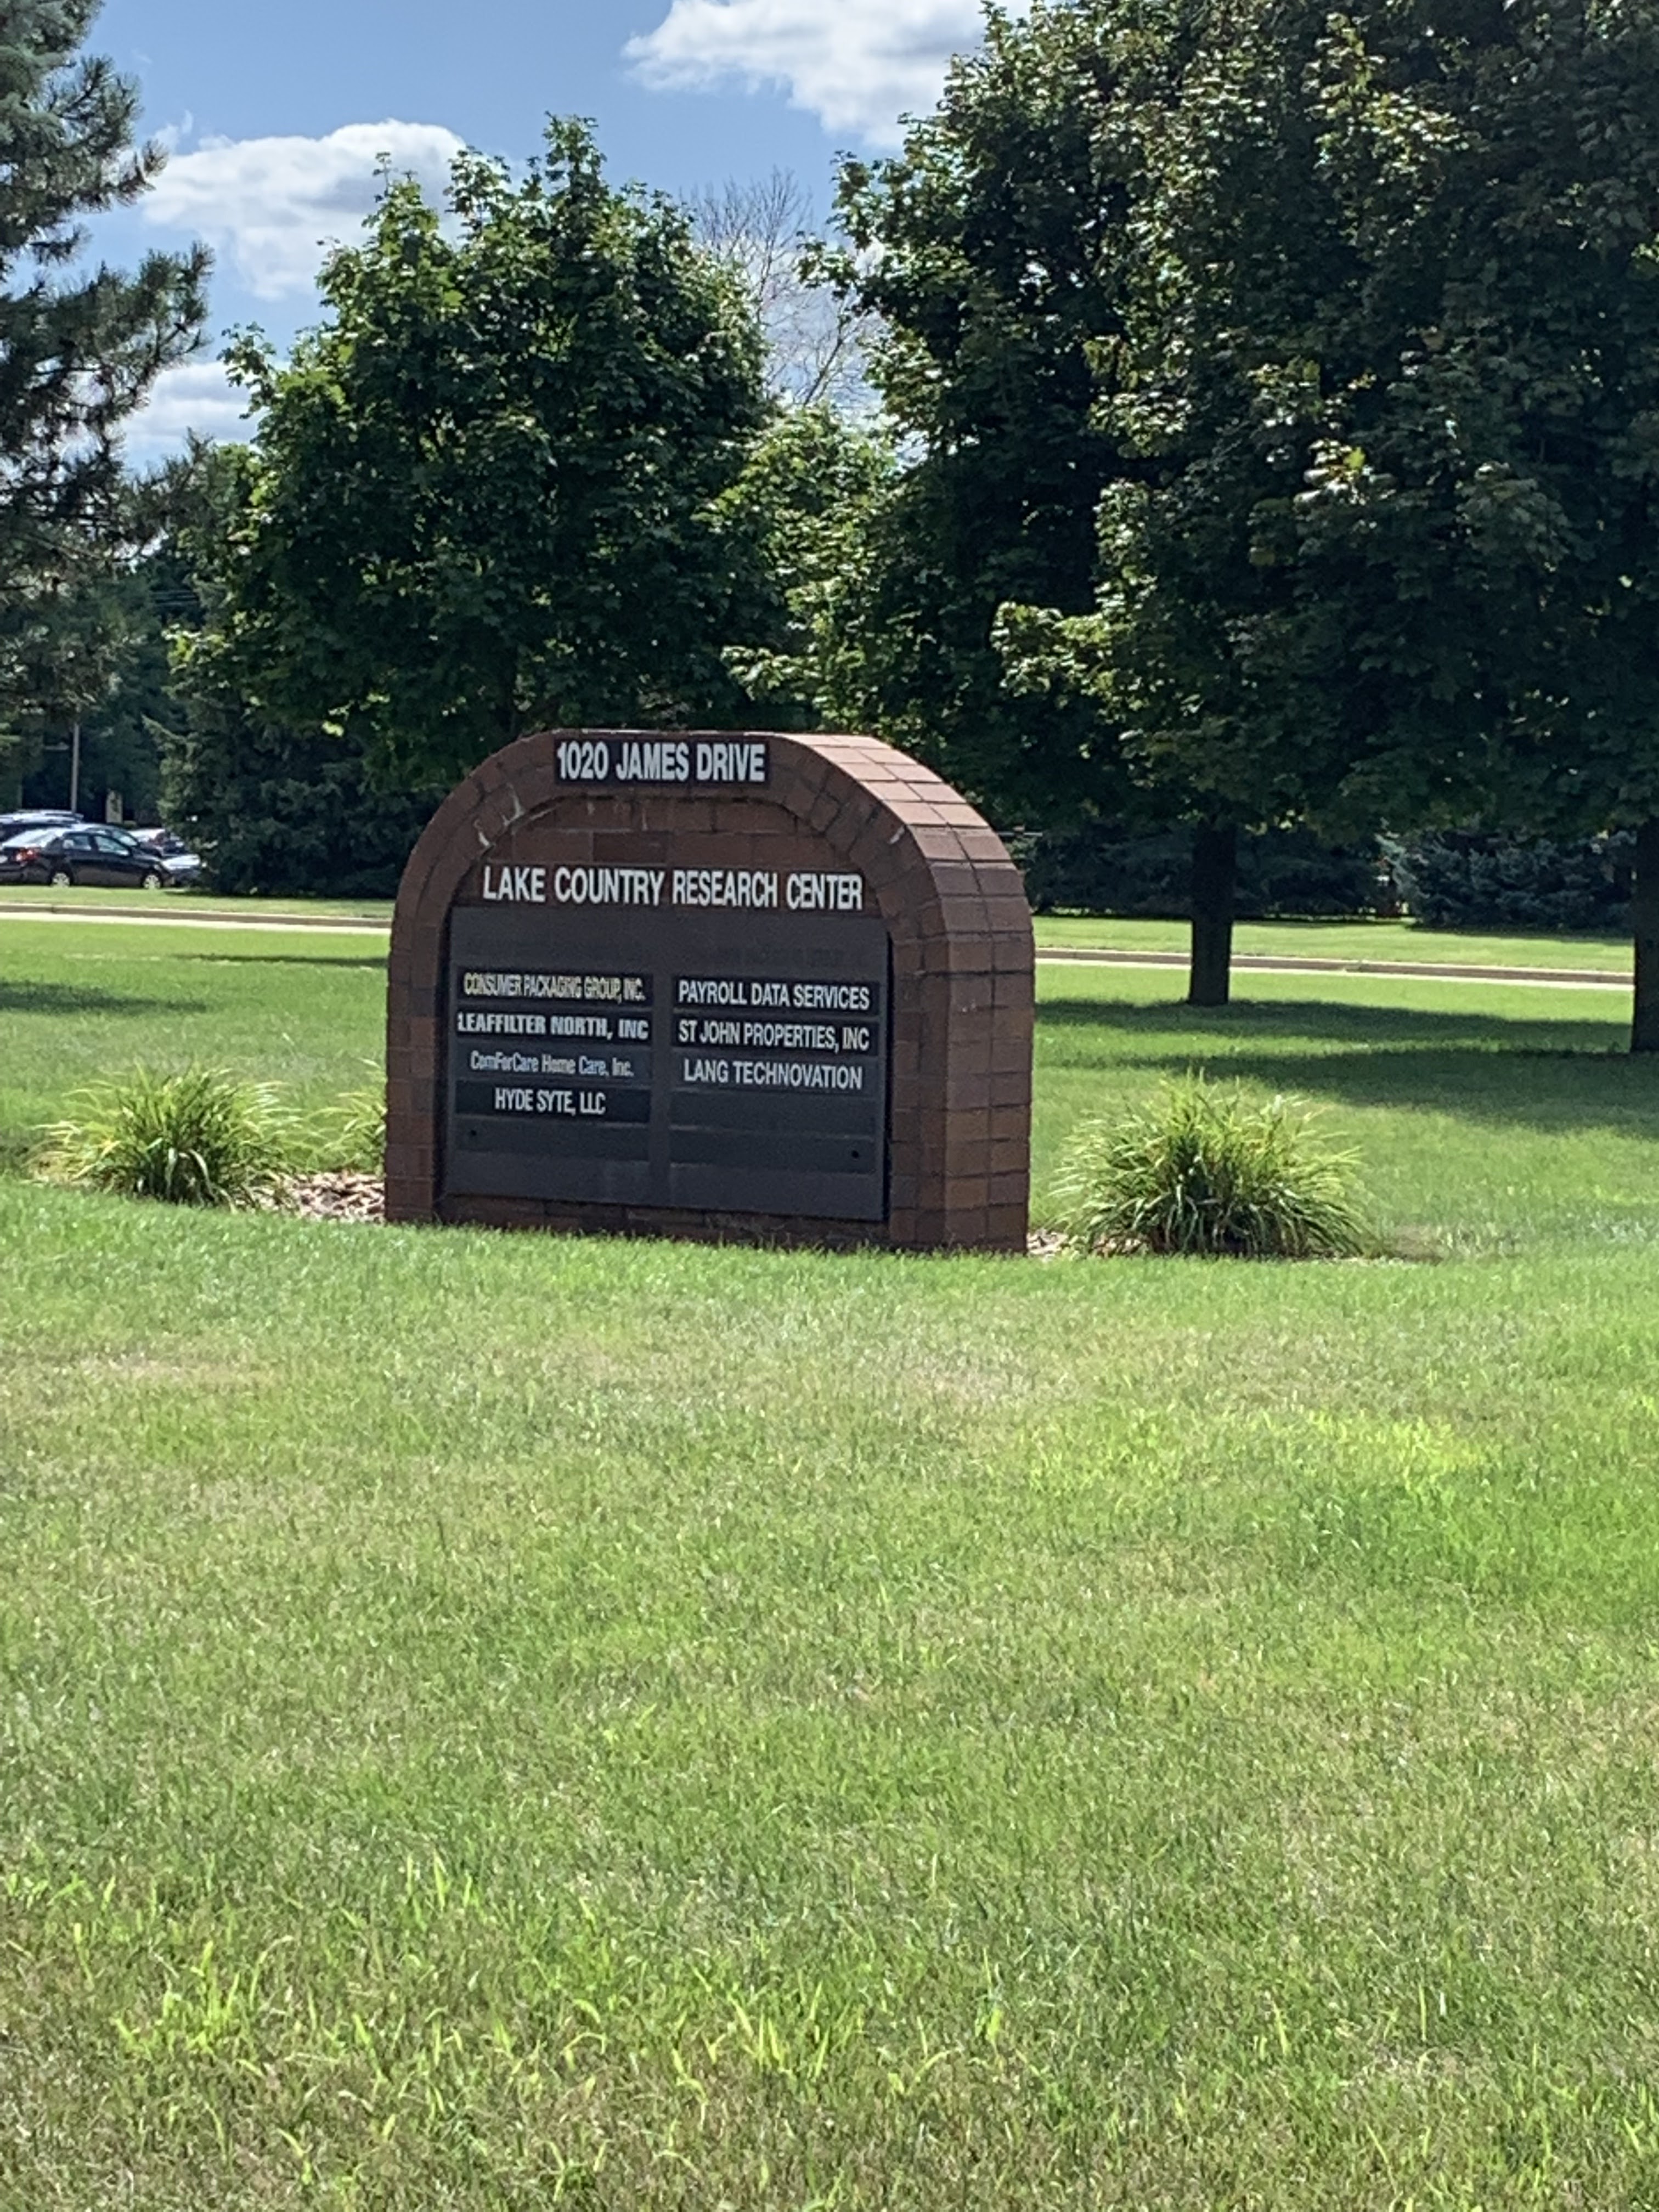 1020 JAMES DRIVE
LAKE COUNTRY RESEARCH CENTER
CONSUMER PACKAGING GROUP, INC.
LEAFFILTER NORTH, INC
ComForCare Home Care, Inc.
HYDE SYTE, LLC
PAYROLL DATA SERVICES
ST JOHN PROPERTIES, INC
LANG TECHNOVATION